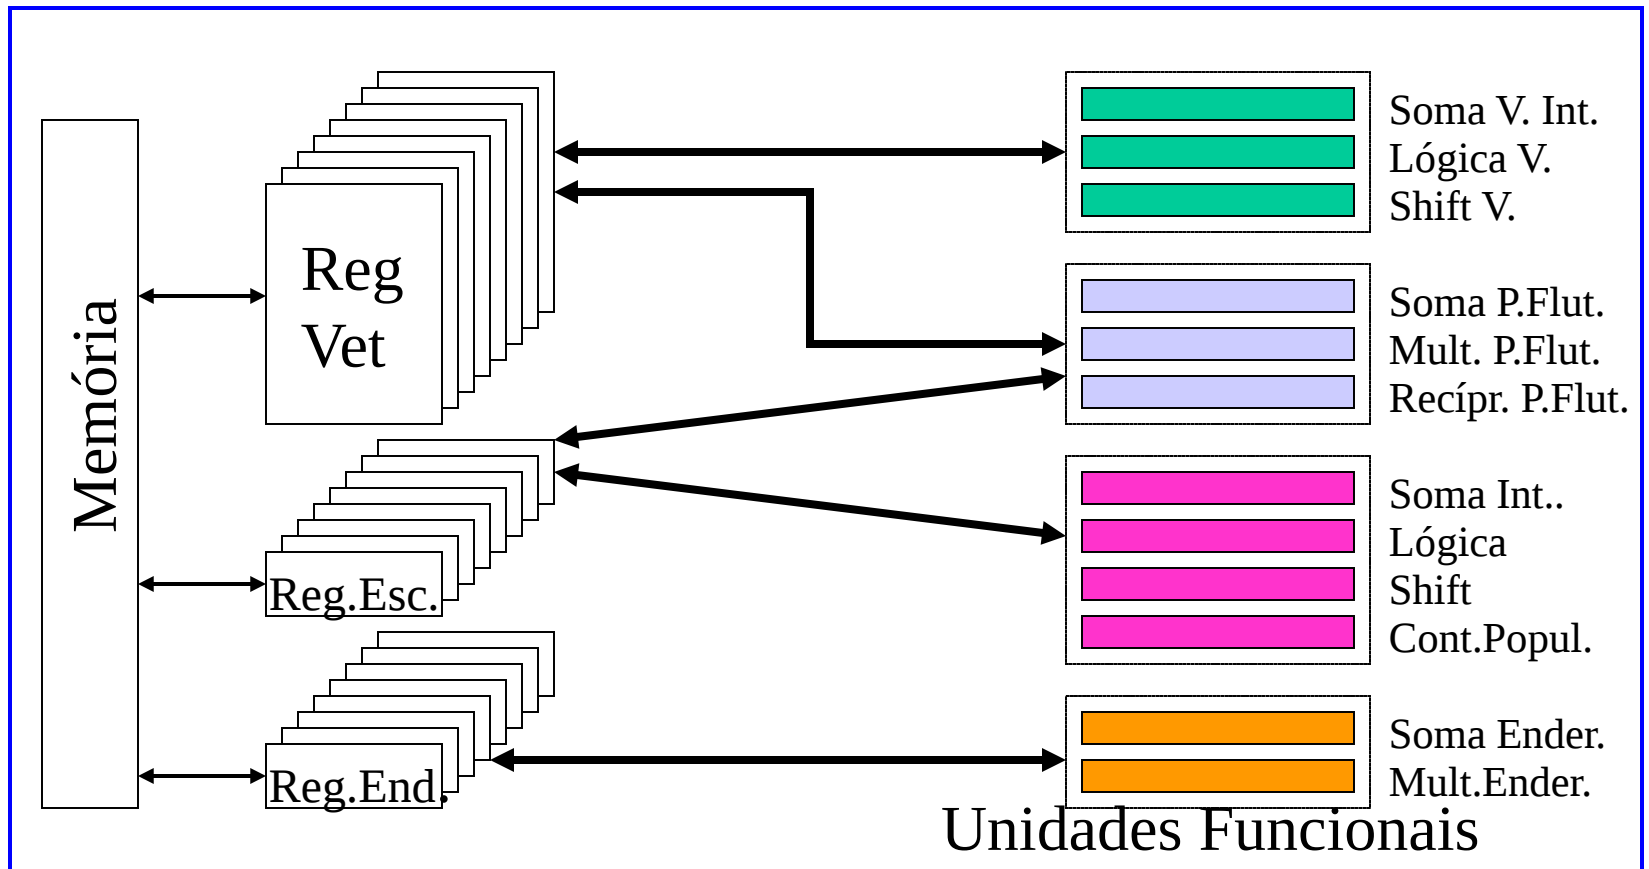 Memória
Reg
Vet
Reg.Esc.
Reg.End.
Soma V. Int.
Lógica V.
Shift V.
Soma P.Flut.
Mult. P.Flut.
Recípr. P.Flut.
Soma Int..
Lógica
Shift
Cont.Popul.
Soma Ender.
Mult.Ender.
Unidades Funcionais